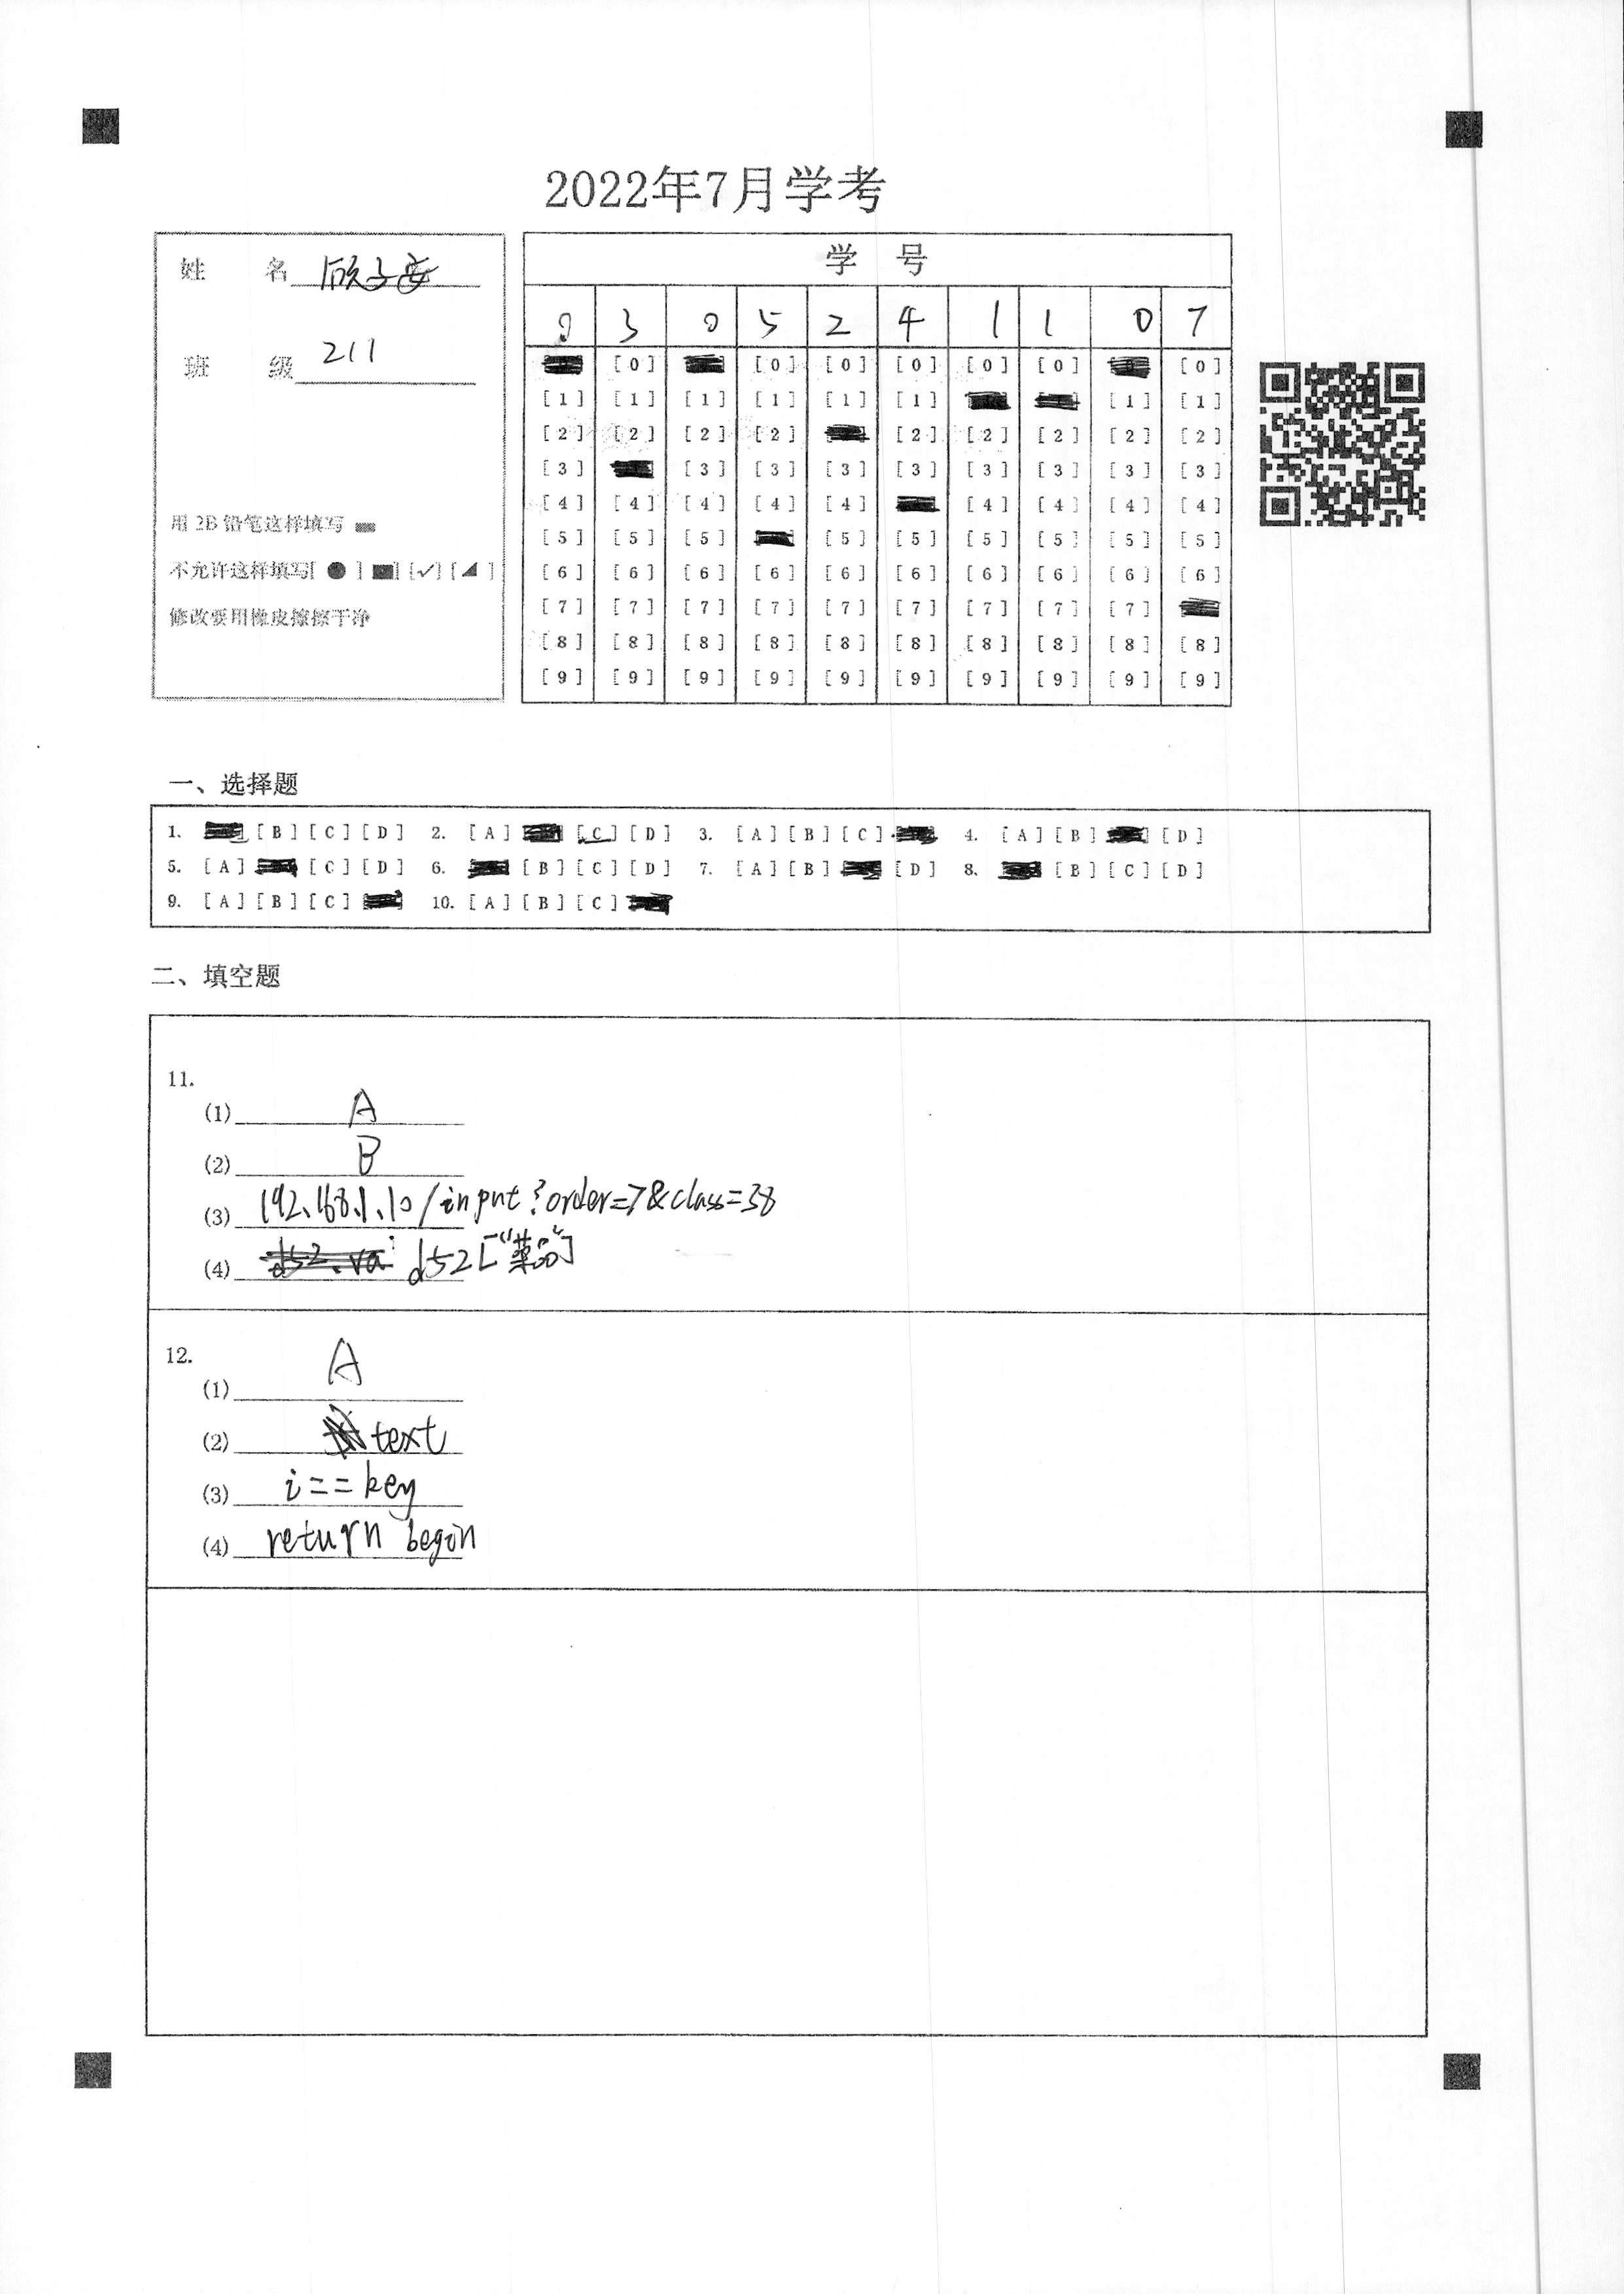 2022年7月学考
姓 名
班 级 211
用 2B 铅笔这样填写
不允许这样填写[ ● ] [■] [✓] [◢ ]
修改要用橡皮擦擦干净
学 号
0 3 0 5 2 4 1 1 0 7
[0] [0] [0] [0] [0] [0] [0]
[1] [1] [1] [1] [1] [1] [1] [1]
[2] [2] [2] [2] [2] [2] [2] [2] [2]
[3] [3] [3] [3] [3] [3] [3] [3] [3]
[4] [4] [4] [4] [4] [4] [4] [4] [4]
[5] [5] [5] [5] [5] [5] [5] [5] [5]
[6] [6] [6] [6] [6] [6] [6] [6] [6] [6]
[7] [7] [7] [7] [7] [7] [7] [7] [7]
[8] [8] [8] [8] [8] [8] [8] [8] [8] [8]
[9] [9] [9] [9] [9] [9] [9] [9] [9] [9]
一、选择题
1. [B] [C] [D] 2. [A] [C] [D] 3. [A] [B] [C] 4. [A] [B] [D]
5. [A] [C] [D] 6. [B] [C] [D] 7. [A] [B] [D] 8. [B] [C] [D]
9. [A] [B] [C] 10. [A] [B] [C]
二、填空题
11.
(1) A
(2) B
(3) 192.168.1.10/input?order=7&class=38
(4) df2["药品"]
12.
(1) A
(2) text
(3) i==key
(4) return begin